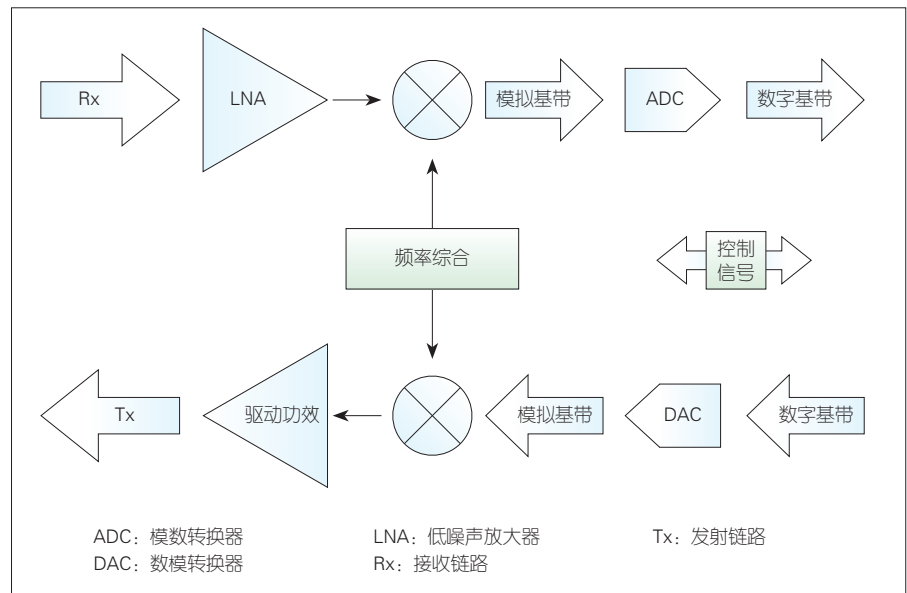 Rx
LNA
模拟基带
ADC
数字基带
频率综合
控制
信号
Tx
驱动功效
模拟基带
DAC
数字基带
ADC：模数转换器
LNA：低噪声放大器
Tx：发射链路
DAC：数模转换器
Rx：接收链路